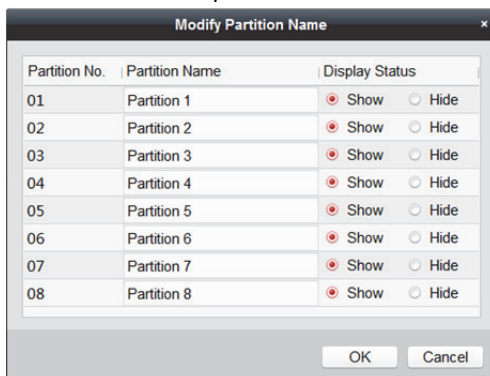 Modify Partition Name ×
Partition No. Partition Name Display Status
01 Partition 1 Show Hide
02 Partition 2 Show Hide
03 Partition 3 Show Hide
04 Partition 4 Show Hide
05 Partition 5 Show Hide
06 Partition 6 Show Hide
07 Partition 7 Show Hide
08 Partition 8 Show Hide
OK Cancel